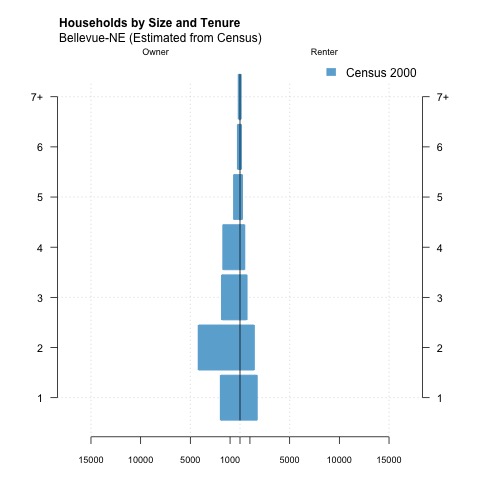 Households by Size and Tenure
Bellevue-NE (Estimated from Census)
Owner Renter
Census 2000
7+ 7+
6 6
5 5
4 4
3 3
2 2
1 1
15000 10000 5000 1000 5000 10000 15000